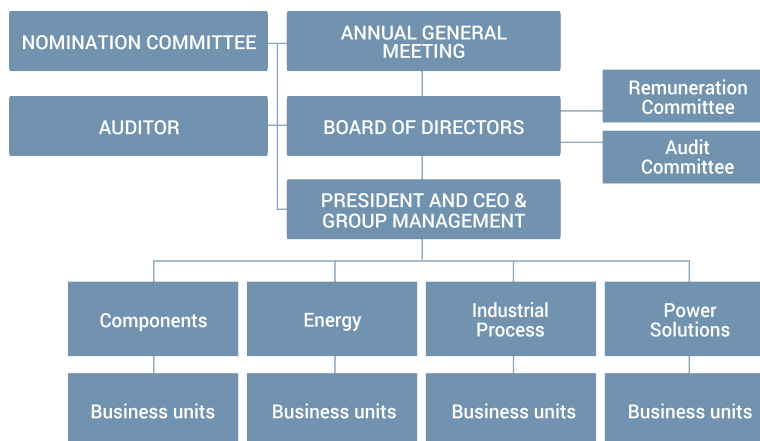 NOMINATION COMMITTEE
ANNUAL GENERAL
MEETING
AUDITOR
BOARD OF DIRECTORS
Remuneration
Committee
Audit
Committee
PRESIDENT AND CEO &
GROUP MANAGEMENT
Components
Energy
Industrial
Process
Power
Solutions
Business units
Business units
Business units
Business units